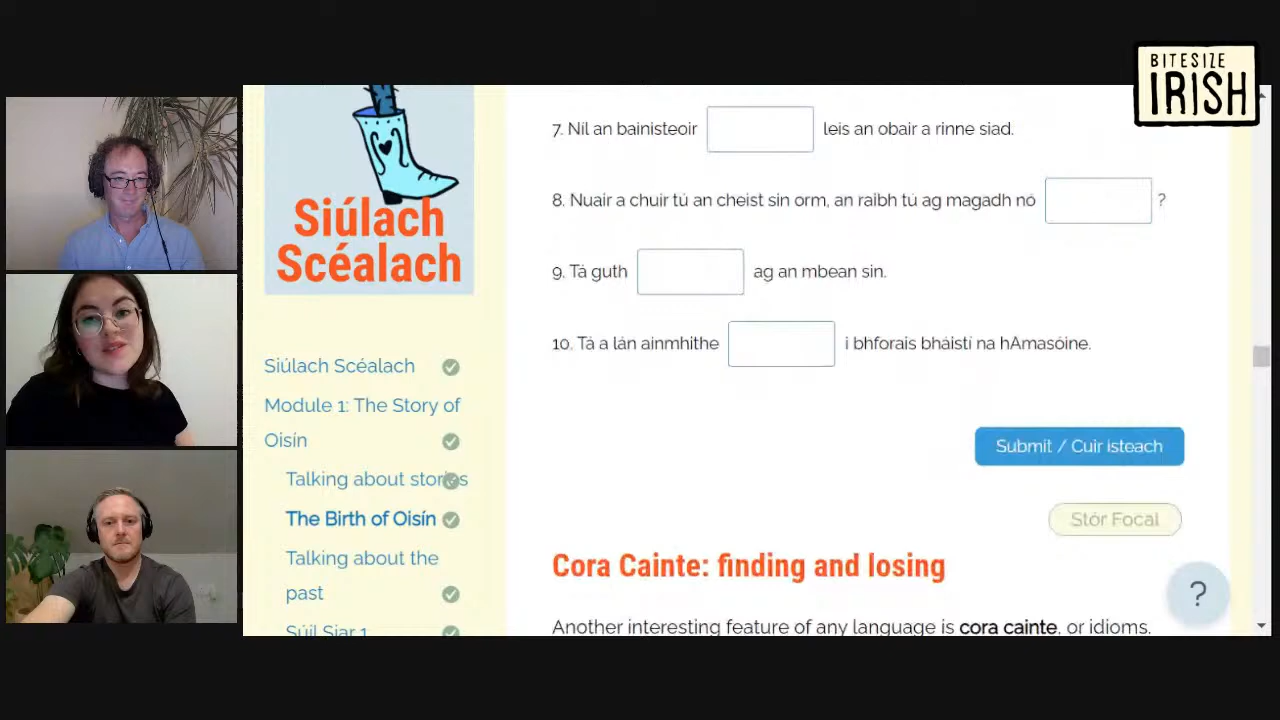 BITESIZE
IRISH
7. Níl an bainisteoir leis an obair a rinne siad.
8. Nuair a chuir tú an cheist sin orm, an raibh tú ag magadh nó ?
9. Tá guth ag an mbean sin.
10. Tá a lán ainmhithe i bhforais bháistí na hAmasóine.
Submit / Cuir isteach
Stór Focal
Cora Cainte: finding and losing
Another interesting feature of any language is cora cainte, or idioms.
?
Siúlach
Scéalach
Siúlach Scéalach
Module 1: The Story of
Oisín
Talking about stories
The Birth of Oisín
Talking about the
past
Súil Siar 1